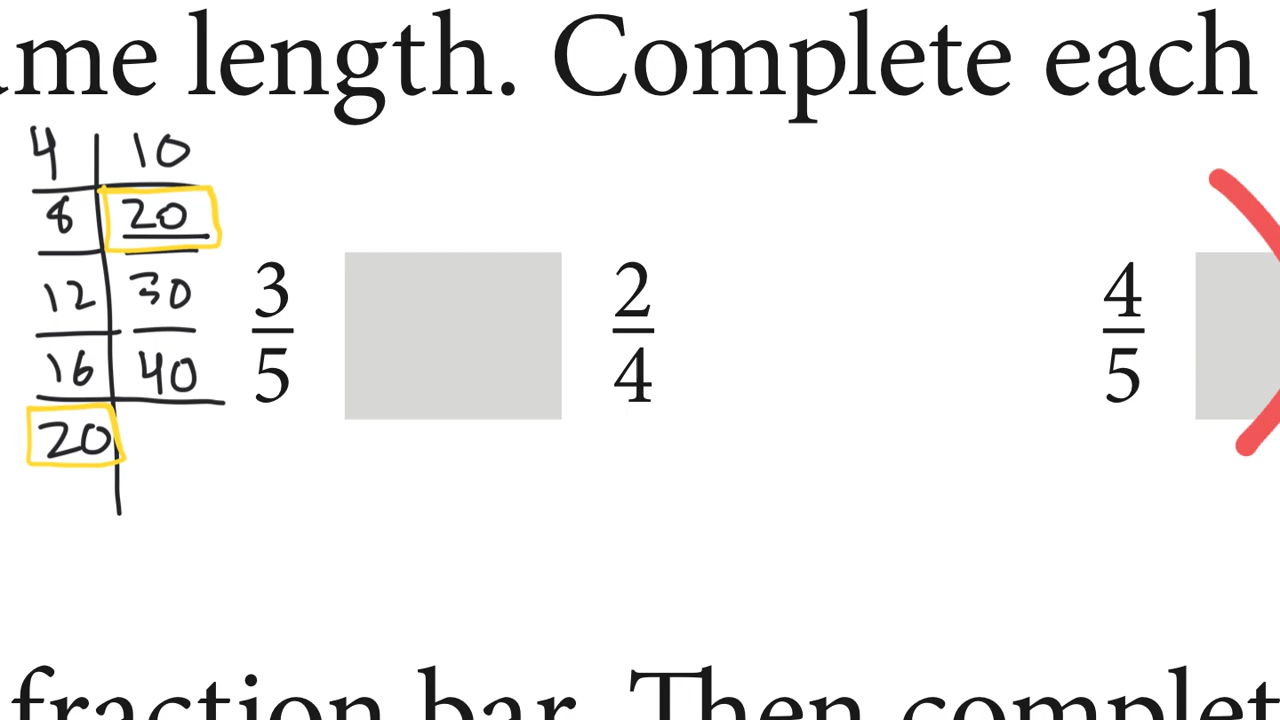 me length. Complete each
4 10
8 20
12 30
16 40
20
3/5 2/4 4/5
fraction bar. Then complet